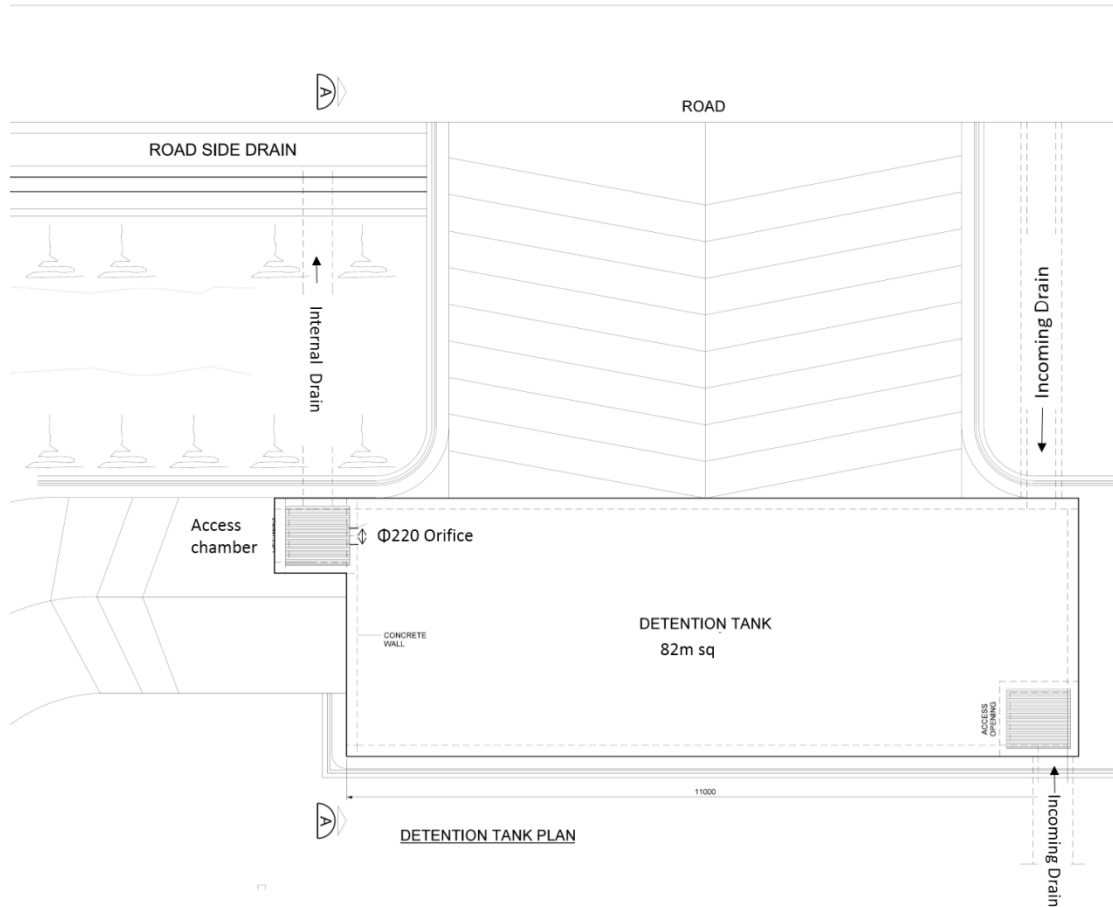 A
ROAD
ROAD SIDE DRAIN
Internal Drain
Incoming Drain
Access
chamber
Φ220 Orifice
CONCRETE
WALL
DETENTION TANK
82m sq
ACCESS
OPENING
11000
A
DETENTION TANK PLAN
Incoming Drain